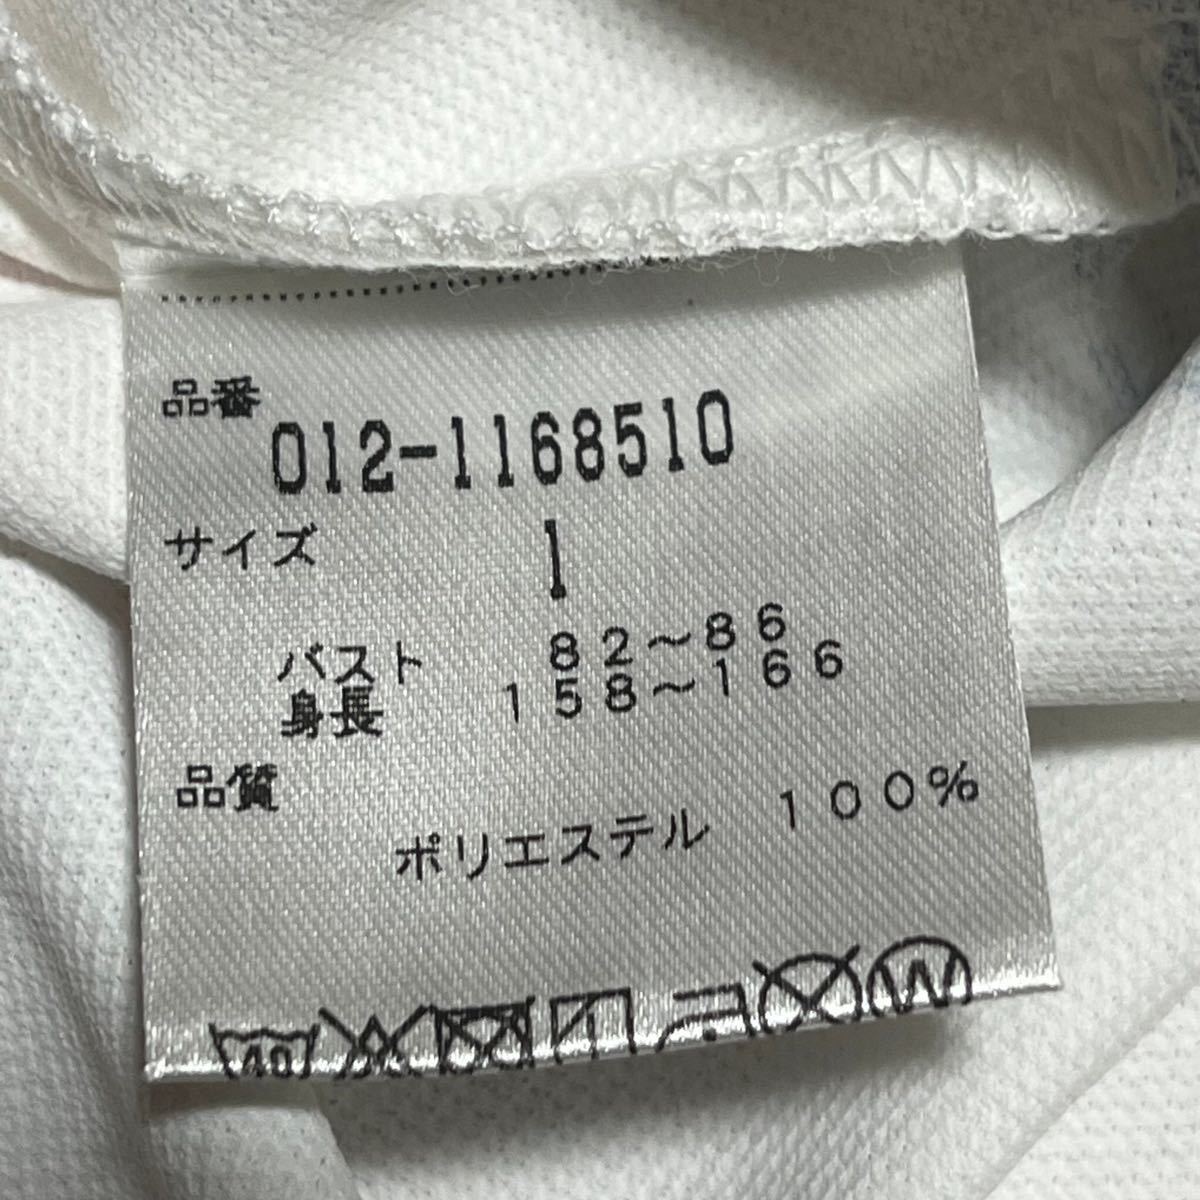 品番
012-1168510
サイズ 1
バスト 82～86
身長 158～166
品質
ポリエステル 100%
40 W